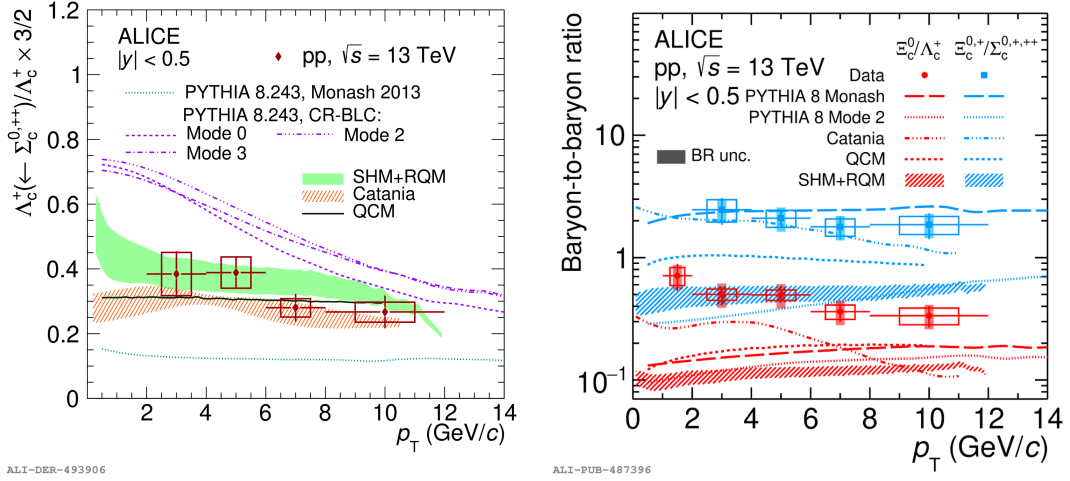 Λc+(← Σc0,++)/Λc+ × 3/2
ALICE
|y| < 0.5
pp, √s = 13 TeV
PYTHIA 8.243, Monash 2013
PYTHIA 8.243, CR-BLC:
Mode 0
Mode 2
Mode 3
SHM+RQM
Catania
QCM
1.2
1
0.8
0.6
0.4
0.2
0
2 4 6 8 10 12 14
pT (GeV/c)
ALI-DER-493906
Baryon-to-baryon ratio
ALICE
pp, √s = 13 TeV
|y| < 0.5
Ξc0/Λc+ Ξc0,+/Σc0,+,++
Data
PYTHIA 8 Monash
PYTHIA 8 Mode 2
Catania
QCM
SHM+RQM
BR unc.
10
1
10−1
0 2 4 6 8 10 12 14
pT (GeV/c)
ALI-PUB-487396